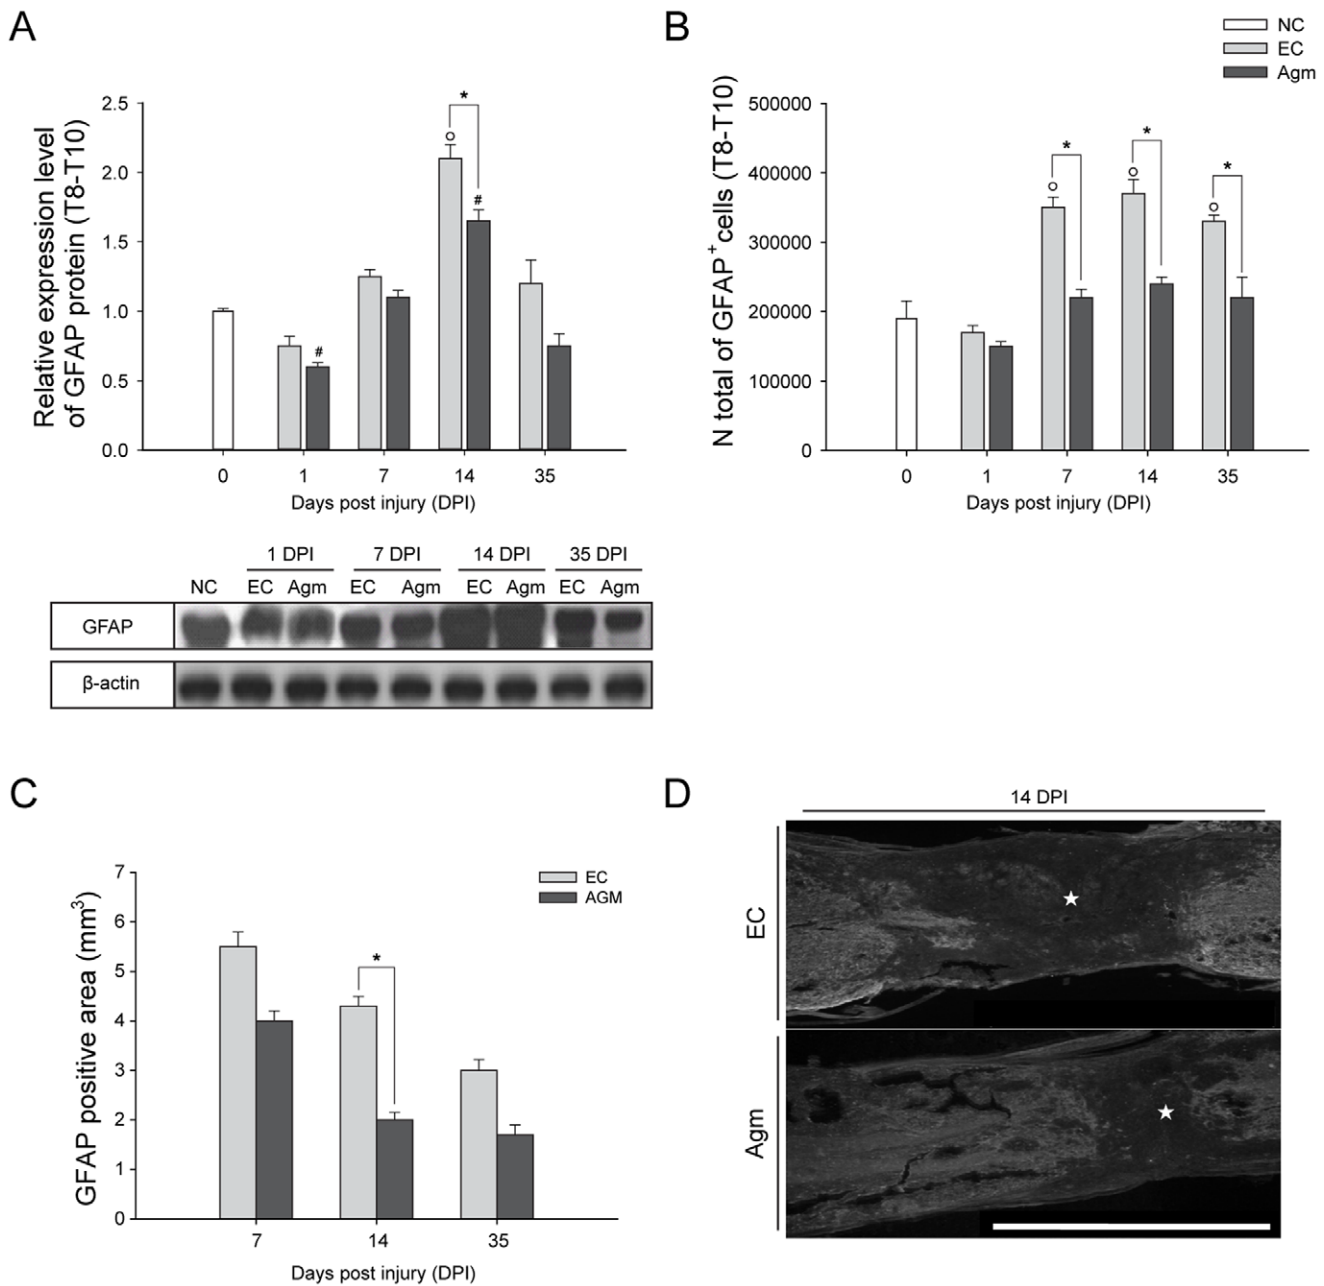 A
Relative expression level
of GFAP protein (T8-T10)
2.5
2.0
1.5
1.0
0.5
0.0
*
#
#
0 1 7 14 35
Days post injury (DPI)
1 DPI 7 DPI 14 DPI 35 DPI
NC EC Agm EC Agm EC Agm EC Agm
GFAP
β-actin
B
NC
EC
Agm
N total of GFAP+ cells (T8-T10)
500000
400000
300000
200000
100000
0
* * *
0 1 7 14 35
Days post injury (DPI)
C
EC
AGM
GFAP positive area (mm3)
7
6
5
4
3
2
1
0
*
7 14 35
Days post injury (DPI)
D
14 DPI
EC
Agm